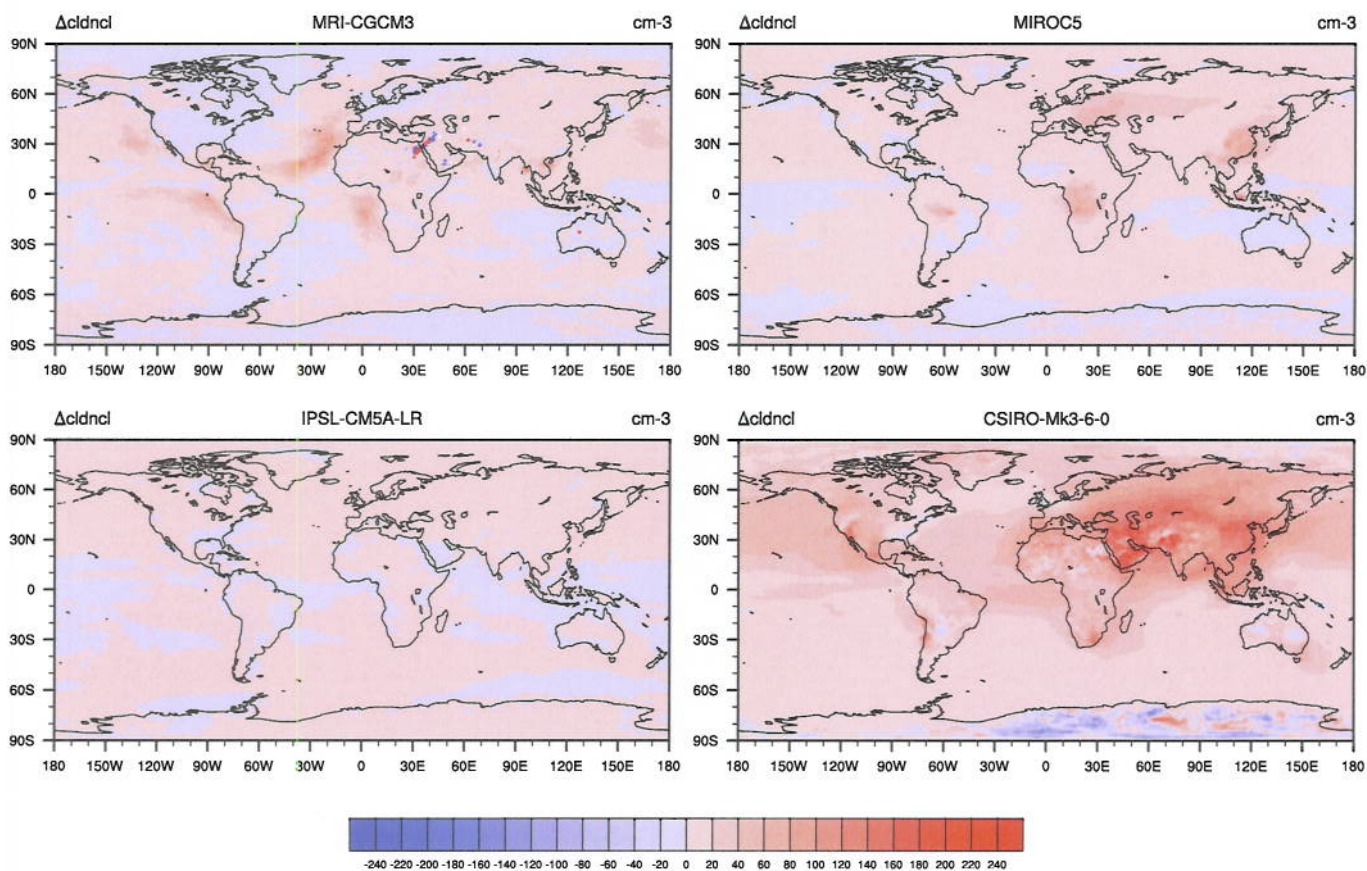 Δcldncl MRI-CGCM3 cm-3
90N
60N
30N
0
30S
60S
90S
180 150W 120W 90W 60W 30W 0 30E 60E 90E 120E 150E 180
Δcldncl MIROC5 cm-3
90N
60N
30N
0
30S
60S
90S
180 150W 120W 90W 60W 30W 0 30E 60E 90E 120E 150E 180
Δcldncl IPSL-CM5A-LR cm-3
90N
60N
30N
0
30S
60S
90S
180 150W 120W 90W 60W 30W 0 30E 60E 90E 120E 150E 180
Δcldncl CSIRO-Mk3-6-0 cm-3
90N
60N
30N
0
30S
60S
90S
180 150W 120W 90W 60W 30W 0 30E 60E 90E 120E 150E 180
-240 -220 -200 -180 -160 -140 -120 -100 -80 -60 -40 -20 0 20 40 60 80 100 120 140 160 180 200 220 240